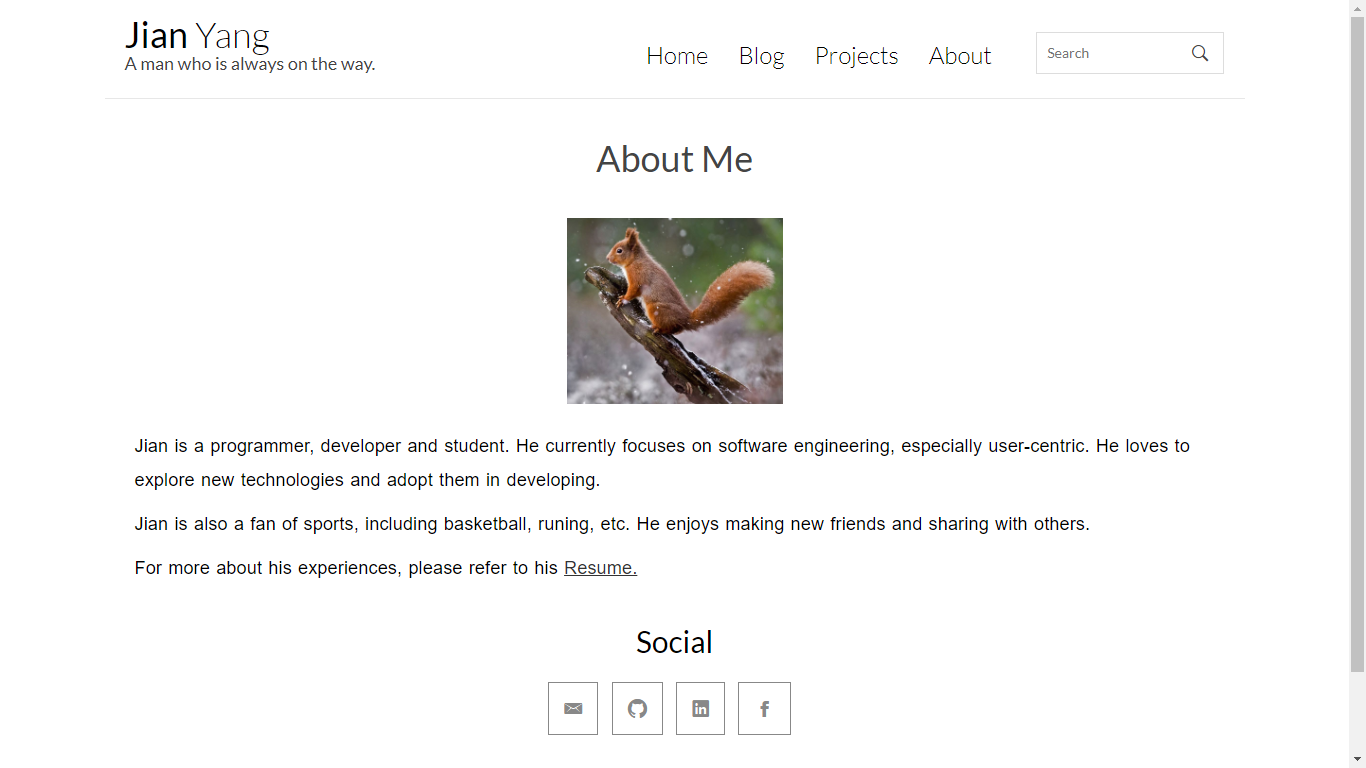 Jian Yang
A man who is always on the way.
Home Blog Projects About
Search
About Me
Jian is a programmer, developer and student. He currently focuses on software engineering, especially user-centric. He loves to
explore new technologies and adopt them in developing.
Jian is also a fan of sports, including basketball, runing, etc. He enjoys making new friends and sharing with others.
For more about his experiences, please refer to his Resume.
Social